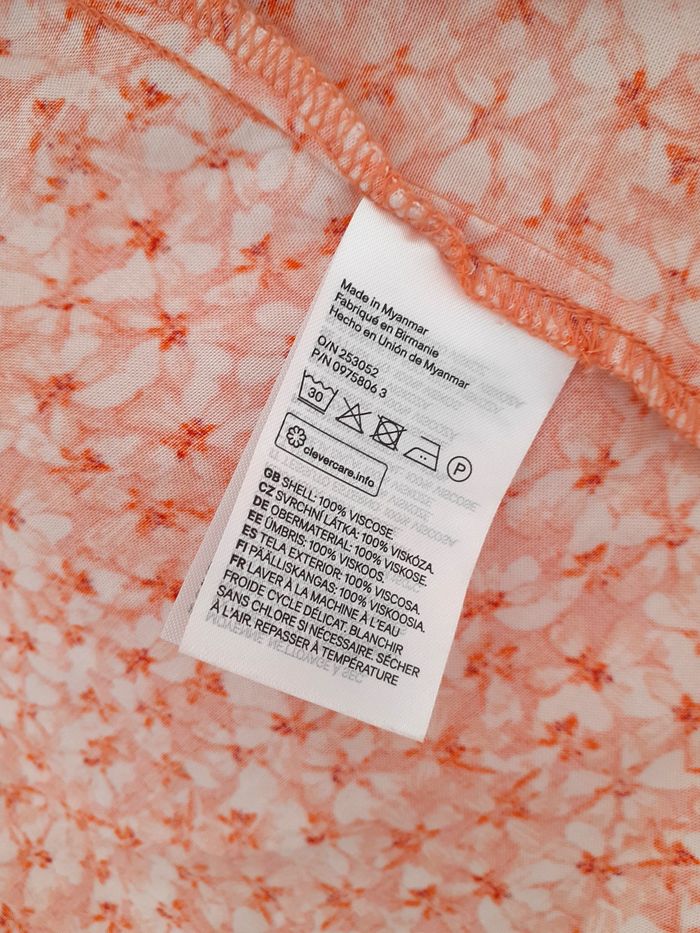 Made in Myanmar
Fabriqué en Birmanie
Hecho en Unión de Myanmar
O/N 253052
P/N 0975806 3
30
P
clevercare.info
GB SHELL: 100% VISCOSE.
CZ SVRCHNÍ LÁTKA: 100% VISKÓZA.
DE OBERMATERIAL: 100% VISKOSE.
EE ÜMBRIS: 100% VISKOOS
ES TELA EXTERIOR: 100% VISCOSA.
FI PÄÄLLISKANGAS: 100% VISKOOSIA.
FR LAVER À LA MACHINE À L'EAU
FROIDE CYCLE DÉLICAT. BLANCHIR
SANS CHLORE SI NÉCESSAIRE. SÉCHER
À L'AIR. REPASSER À TEMPÉRATURE
MOYENNE. NETTOYAGE À SEC